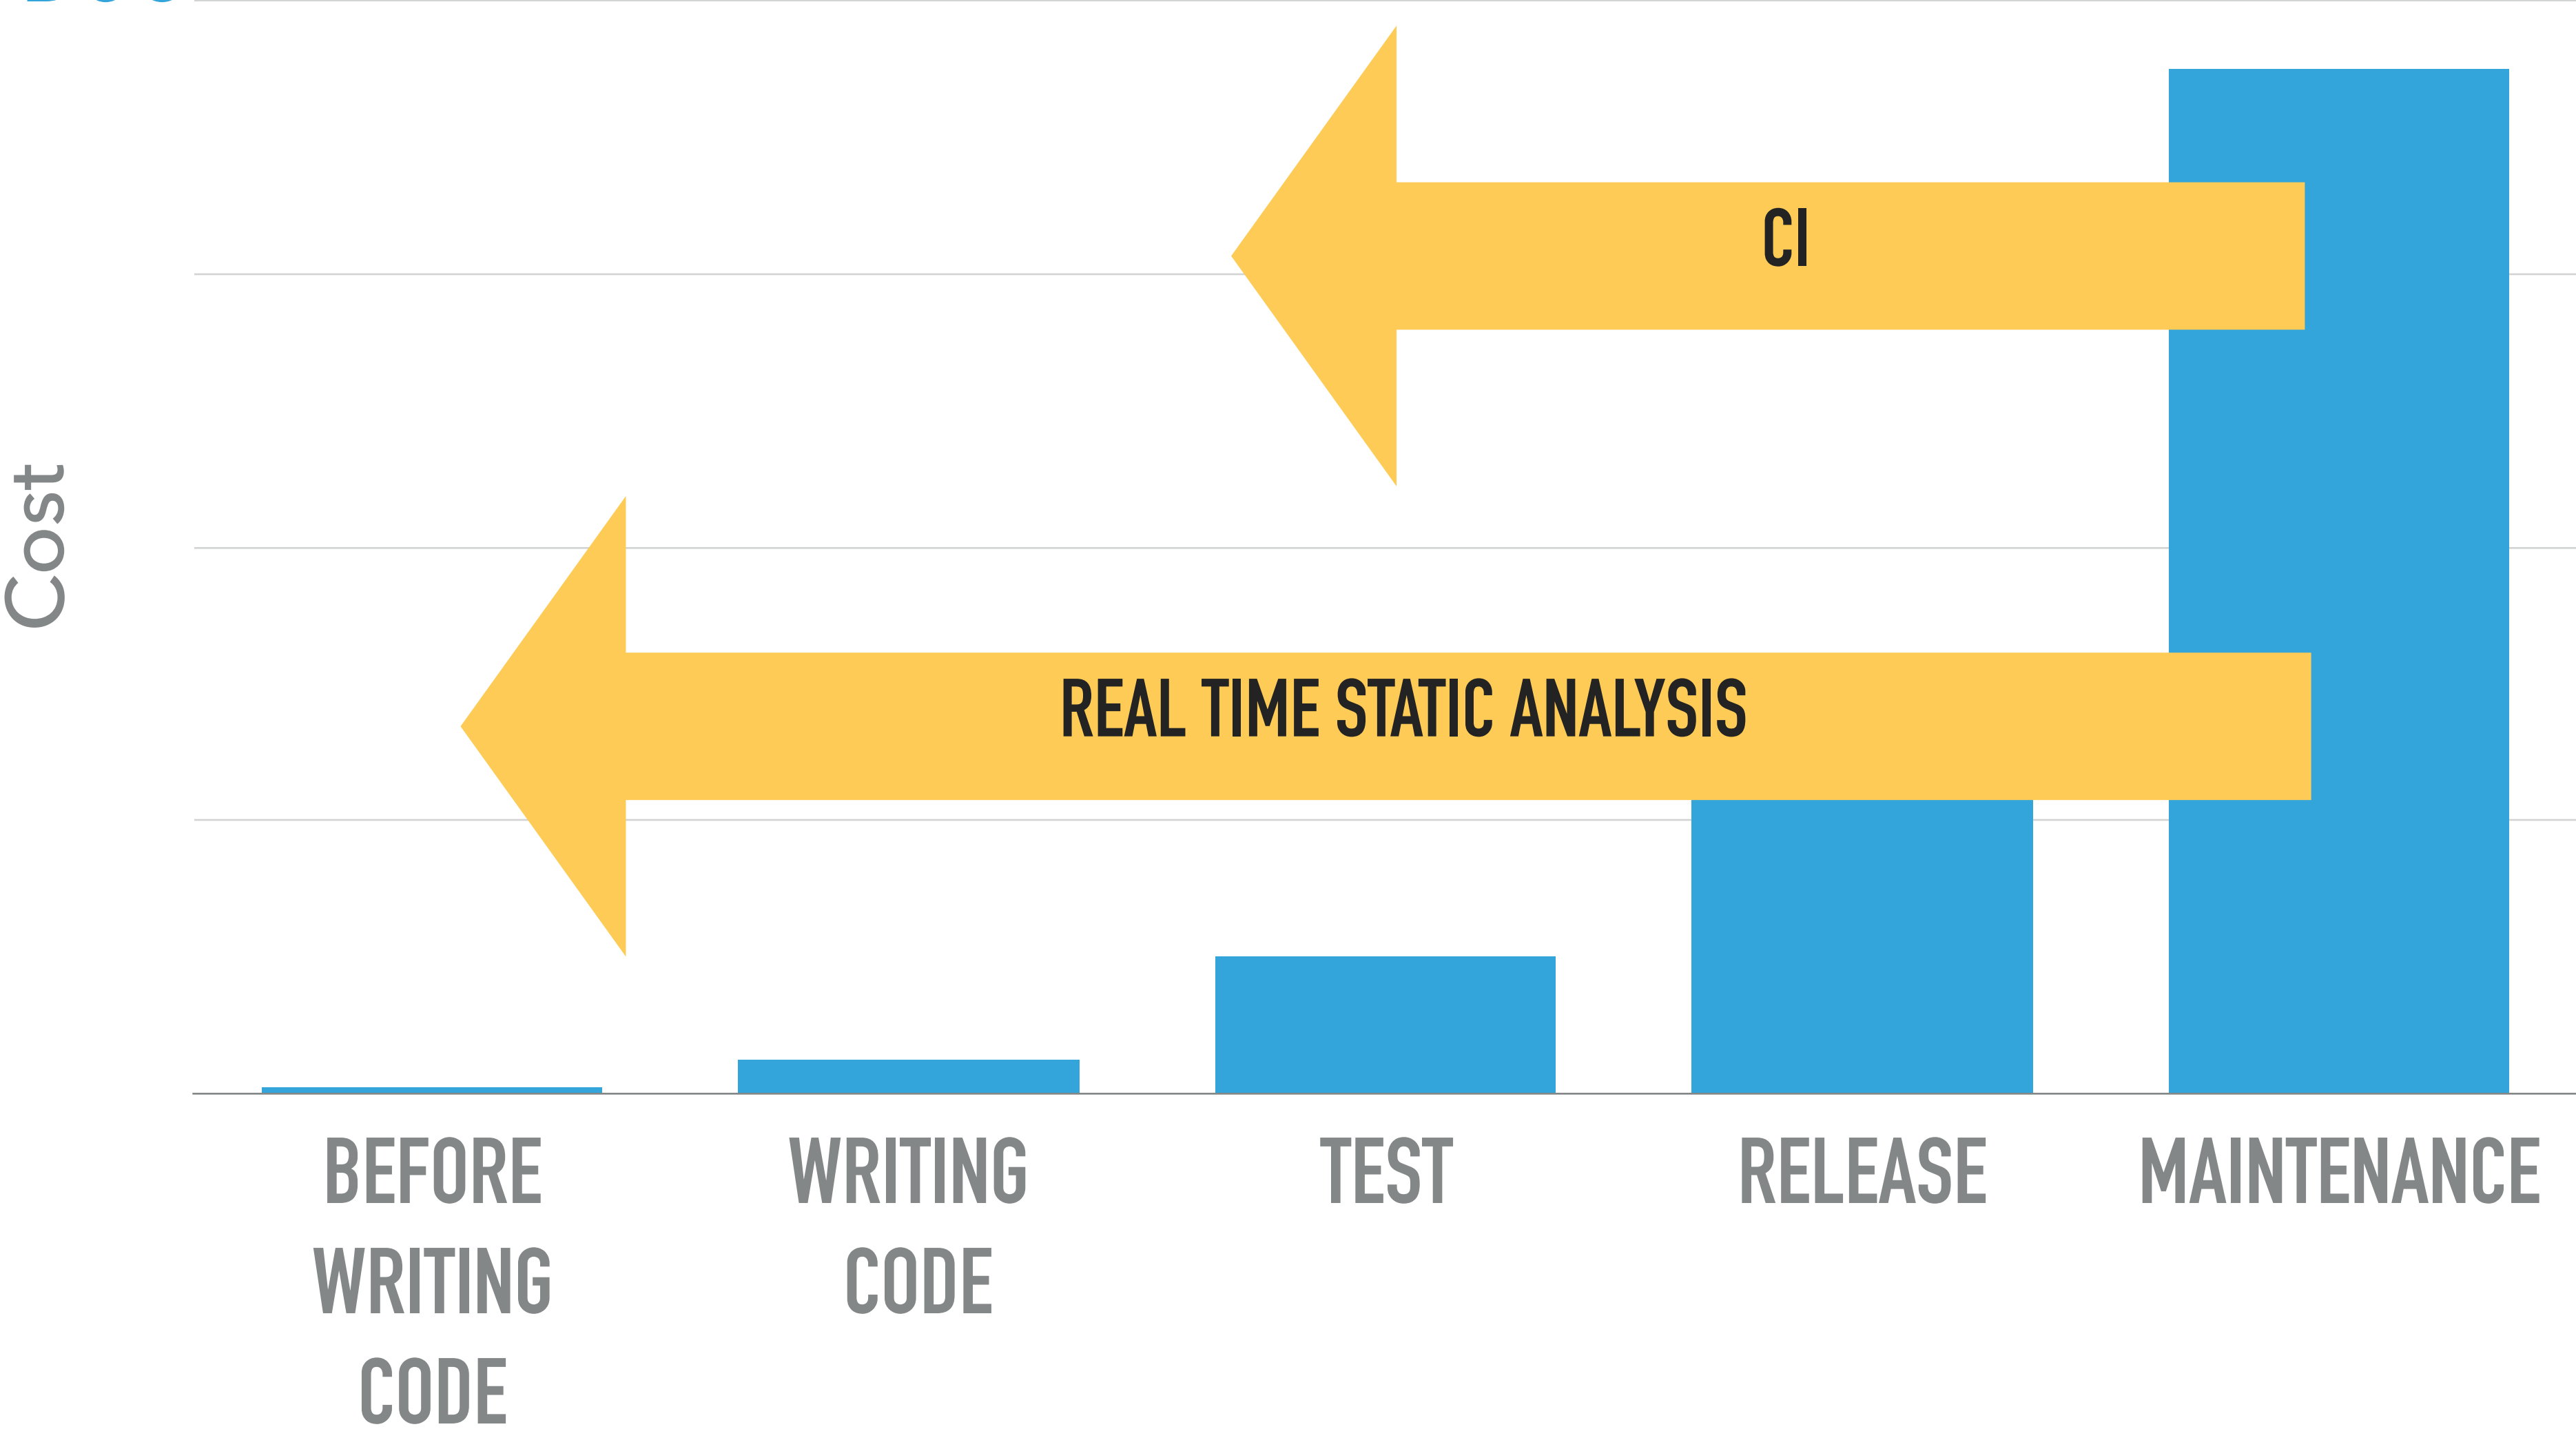 Cost
CI
REAL TIME STATIC ANALYSIS
BEFORE
WRITING
CODE
WRITING
CODE
TEST
RELEASE
MAINTENANCE